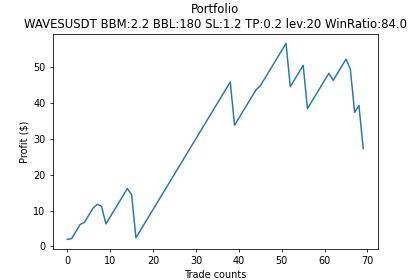 Portfolio
WAVESUSDT BBM:2.2 BBL:180 SL:1.2 TP:0.2 lev:20 WinRatio:84.0
Profit ($)
50
40
30
20
10
0
0 10 20 30 40 50 60 70
Trade counts